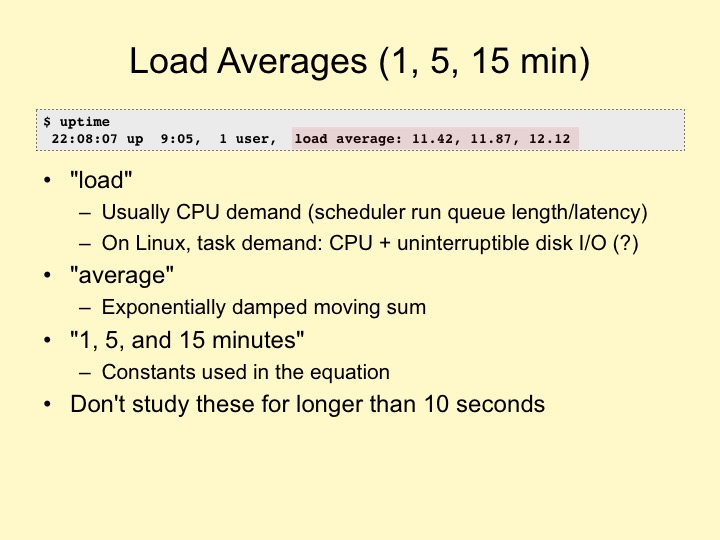 Load Averages (1, 5, 15 min)
$ uptime
 22:08:07 up  9:05,  1 user,  load average: 11.42, 11.87, 12.12
• "load"
– Usually CPU demand (scheduler run queue length/latency)
– On Linux, task demand: CPU + uninterruptible disk I/O (?)
• "average"
– Exponentially damped moving sum
• "1, 5, and 15 minutes"
– Constants used in the equation
• Don't study these for longer than 10 seconds